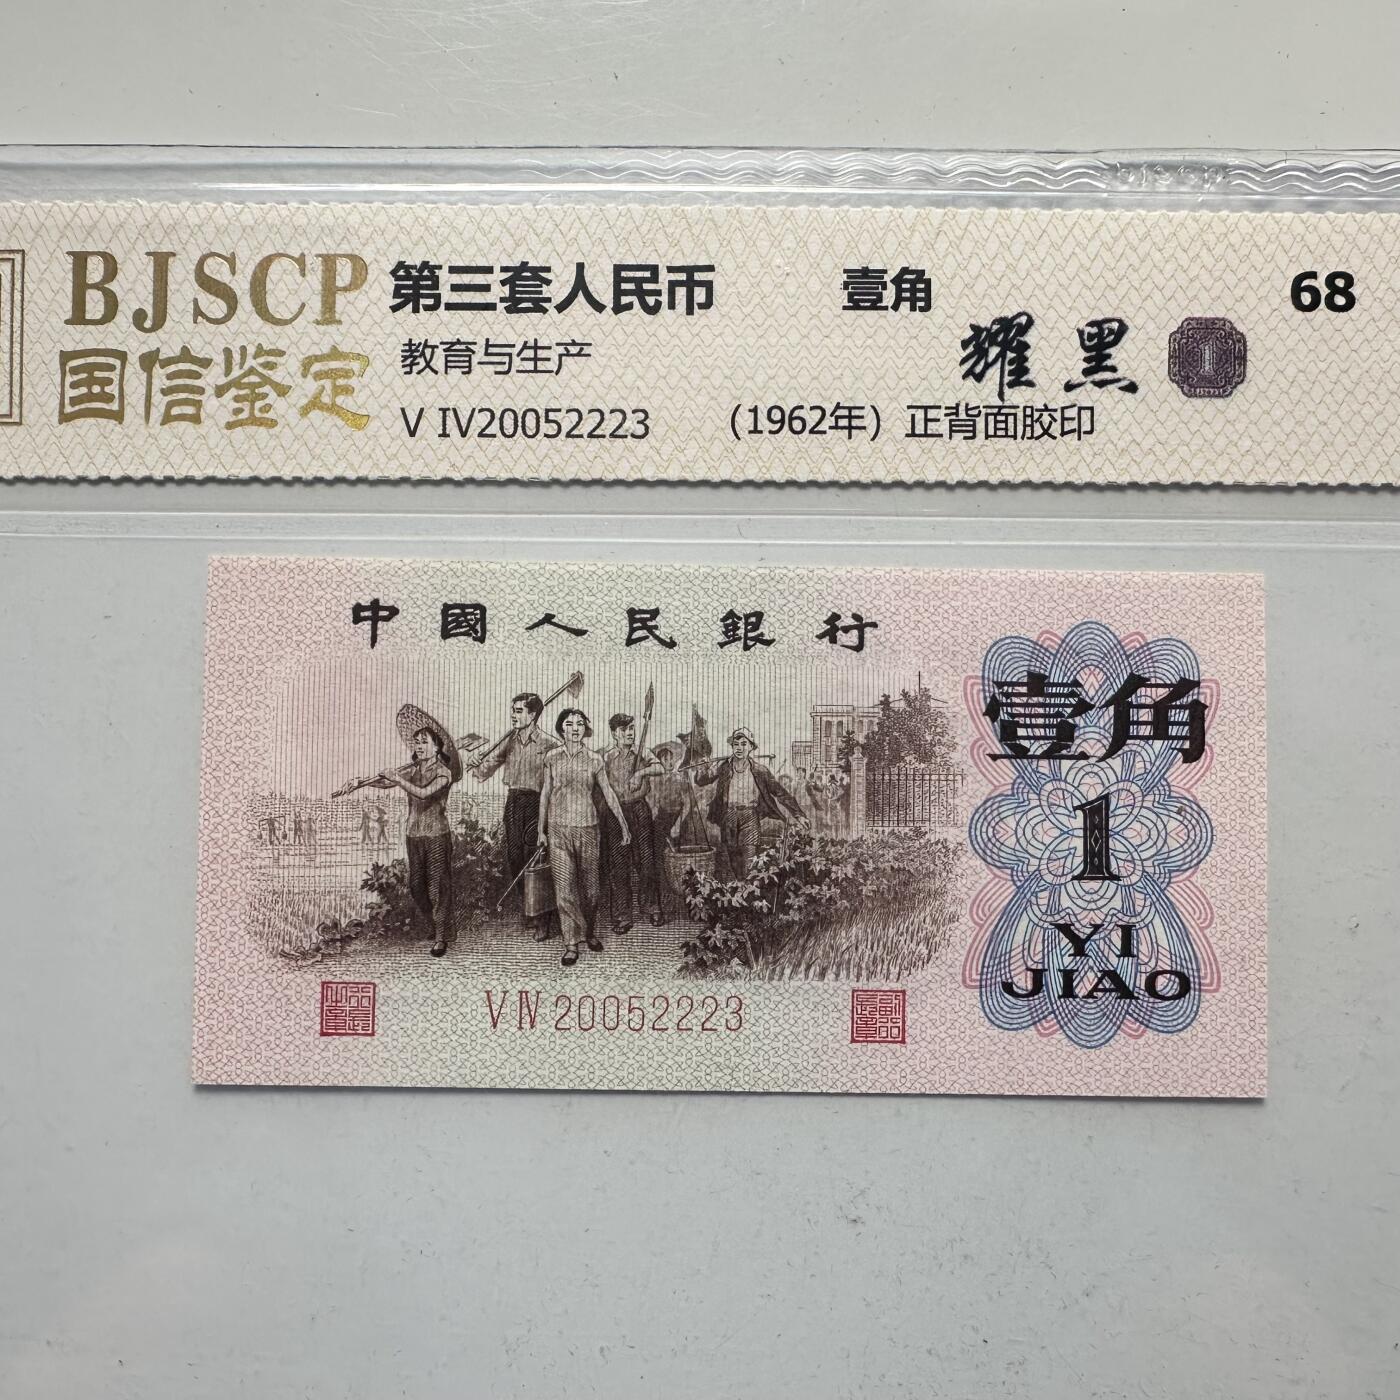 BJSCP 第三套人民币 壹角 68
国信鉴定 教育与生产 耀黑 1
V IV20052223 (1962年) 正背面胶印
中國人民銀行
壹角
1
YI
JIAO
V IV 20052223